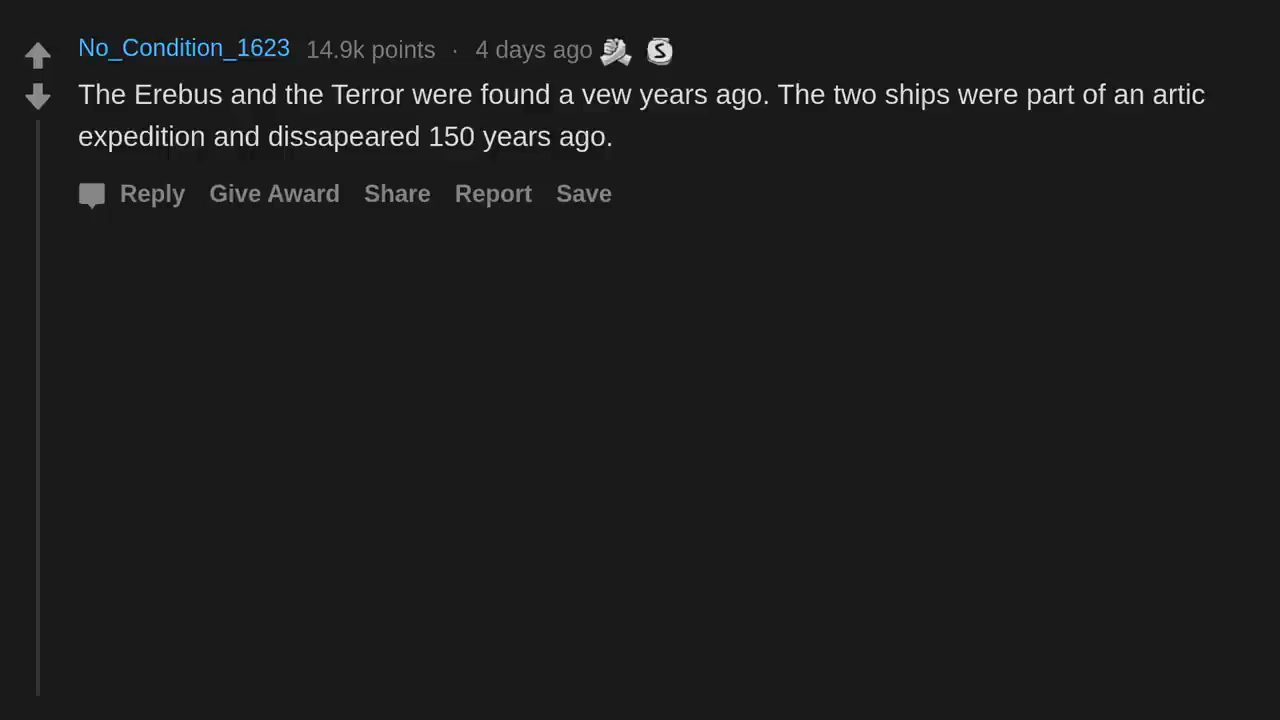 No_Condition_1623 14.9k points · 4 days ago
The Erebus and the Terror were found a vew years ago. The two ships were part of an artic
expedition and dissapeared 150 years ago.
Reply Give Award Share Report Save